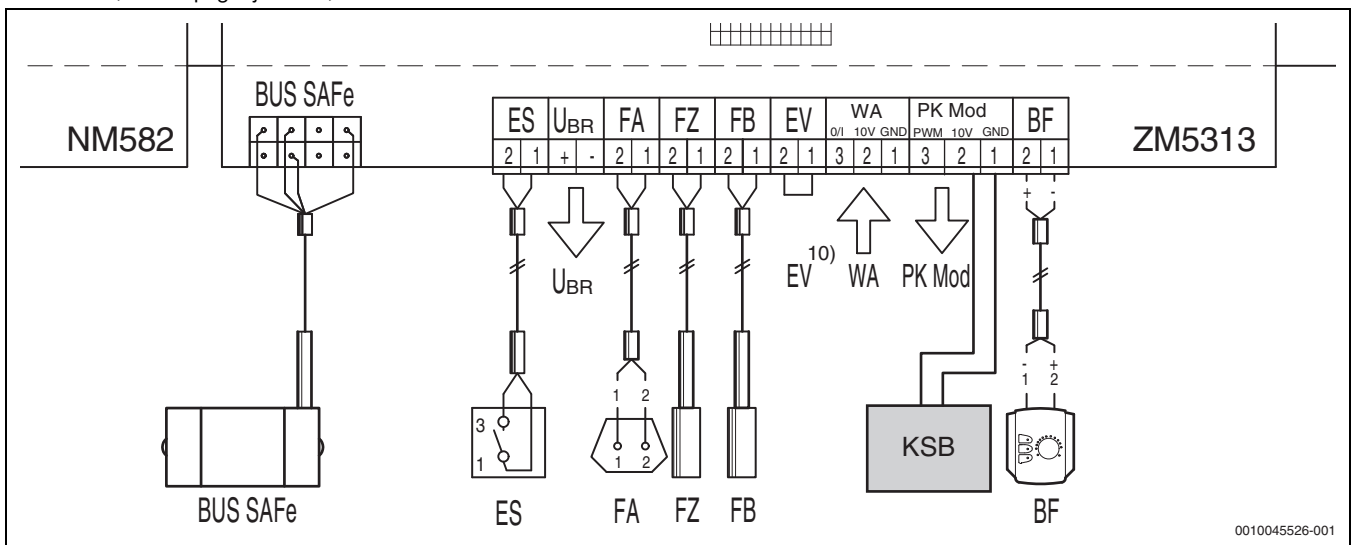 BUS SAFe
NM582
ES UBR FA FZ FB EV WA PK Mod BF
0/I 10V GND PWM 10V GND
2 1 + - 2 1 2 1 2 1 2 1 3 2 1 3 2 1 2 1
ZM5313
+ -
UBR
EV 10) WA PK Mod
- +
1 2
1 2
3
1
1 2
KSB
BUS SAFe
ES FA FZ FB BF
0010045526-001